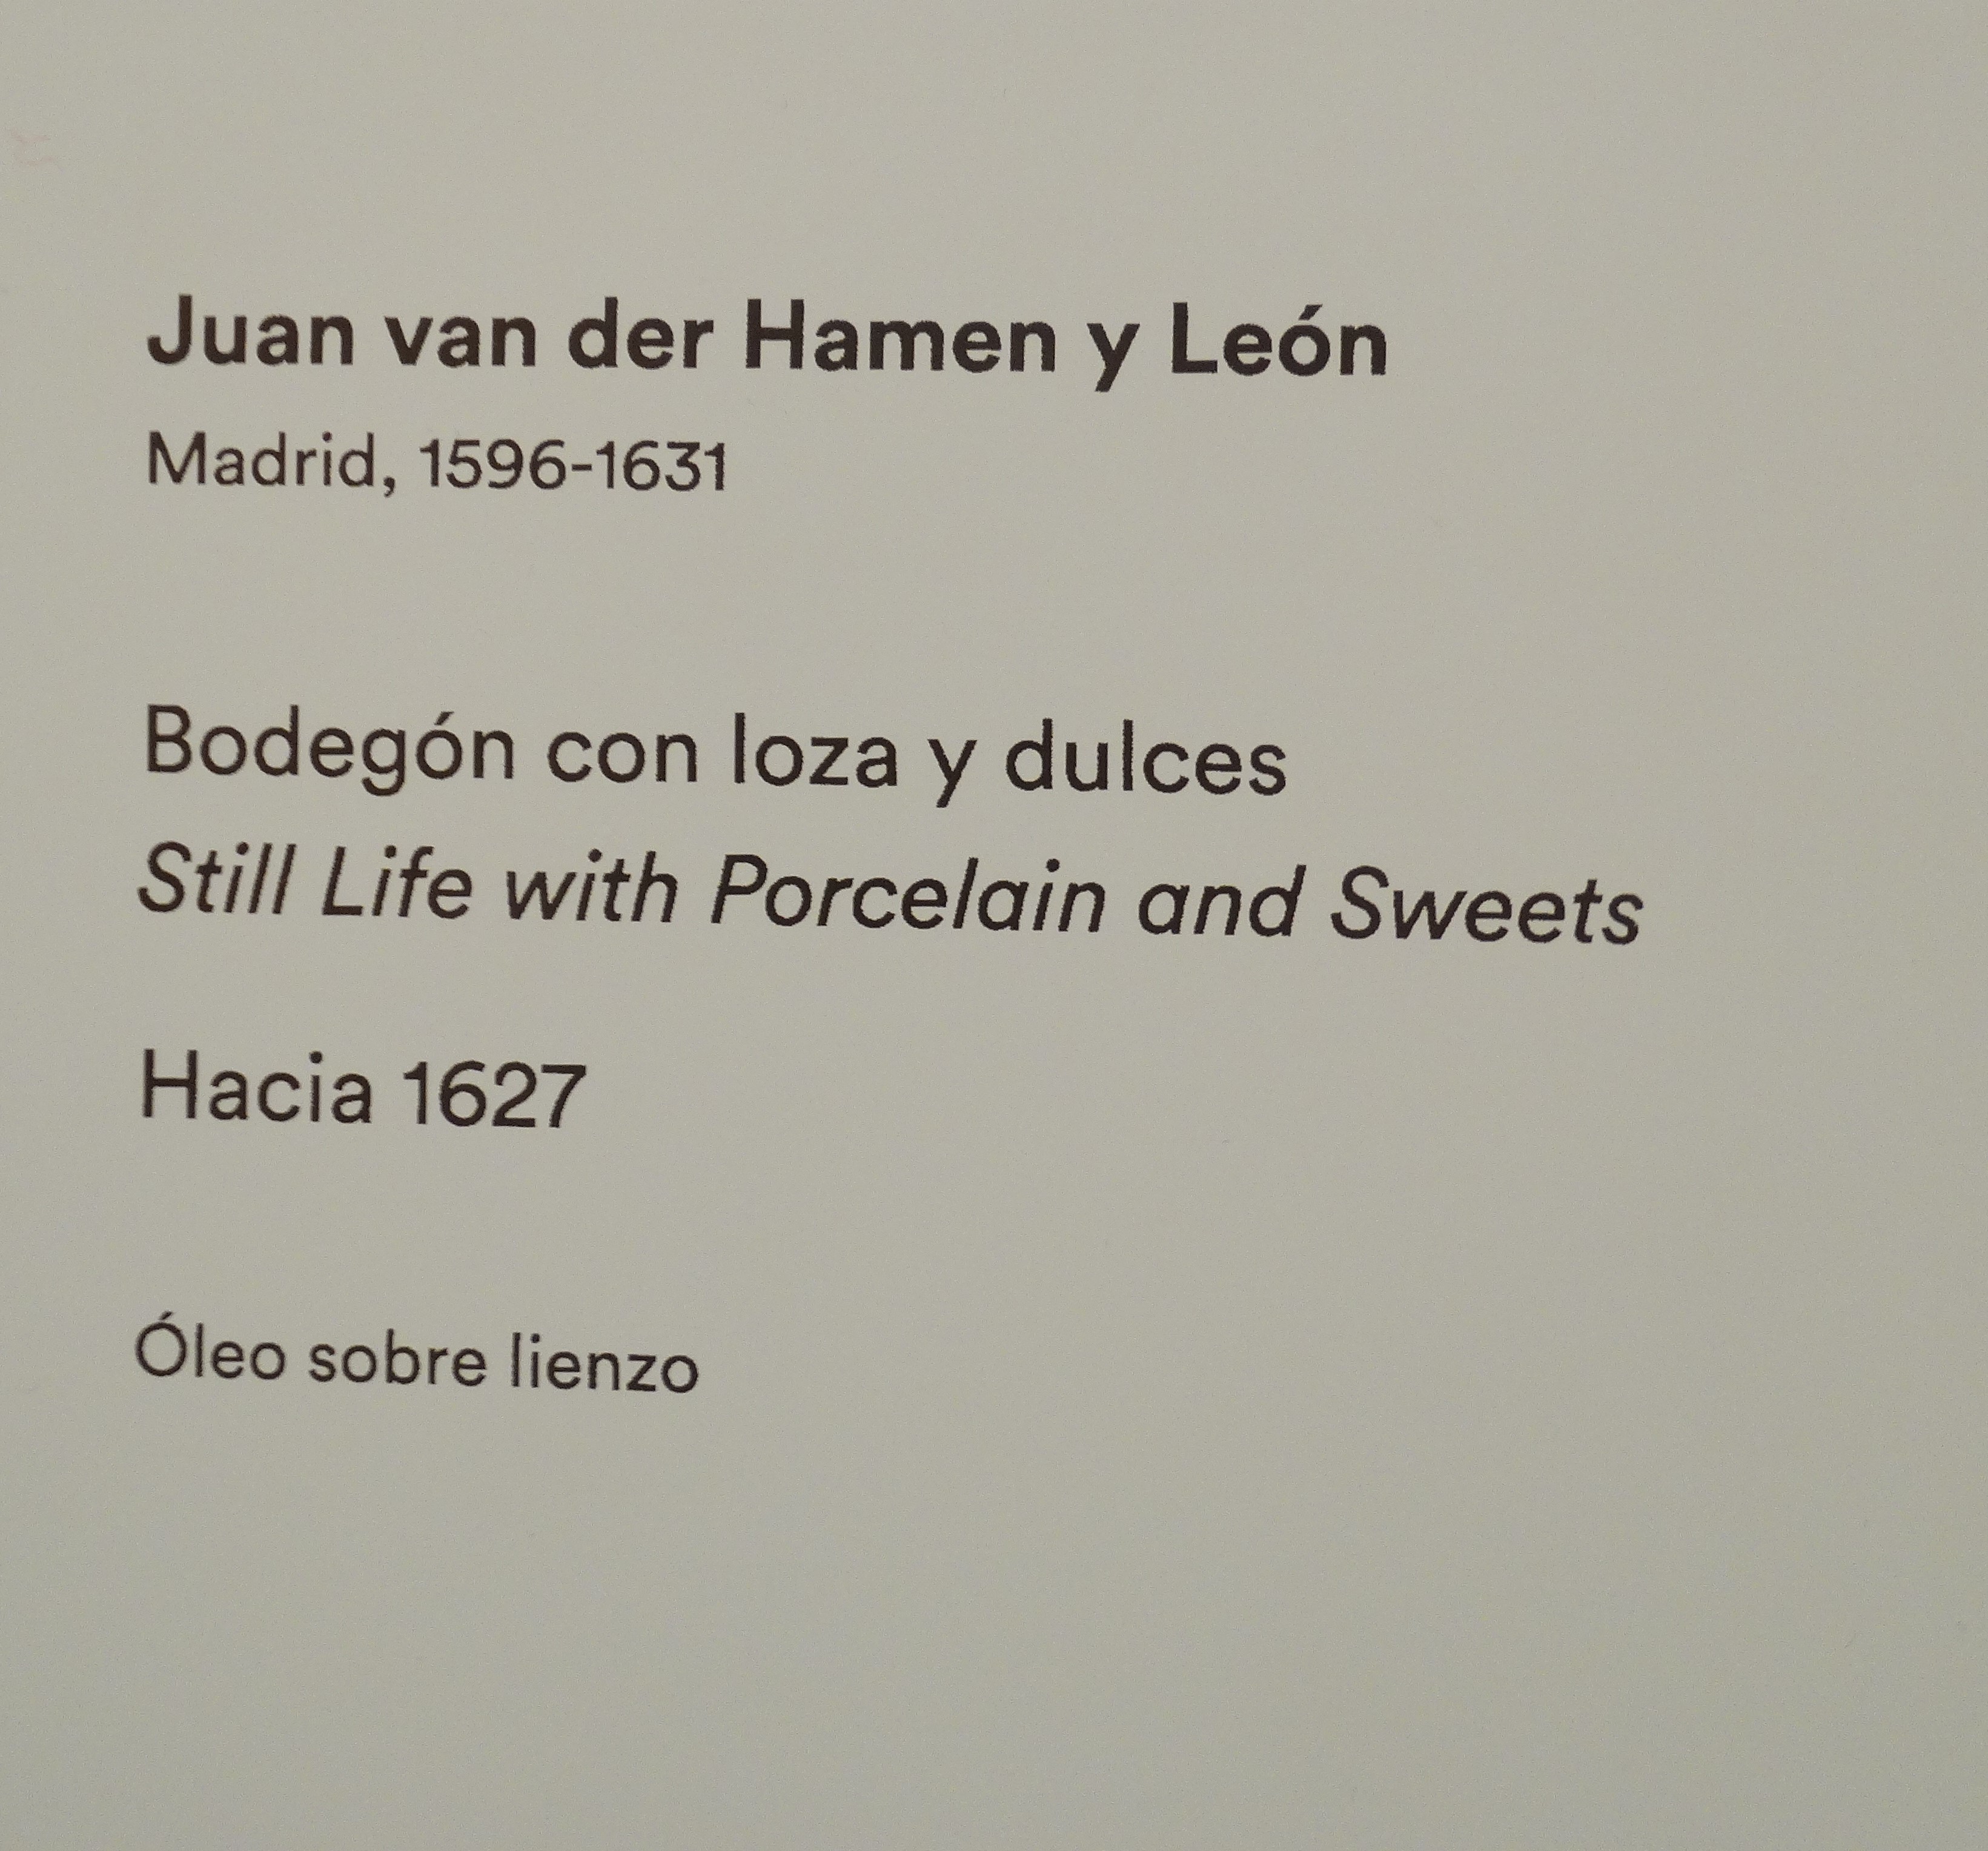 Juan van der Hamen y León
Madrid, 1596-1631
Bodegón con loza y dulces
Still Life with Porcelain and Sweets
Hacia 1627
Óleo sobre lienzo